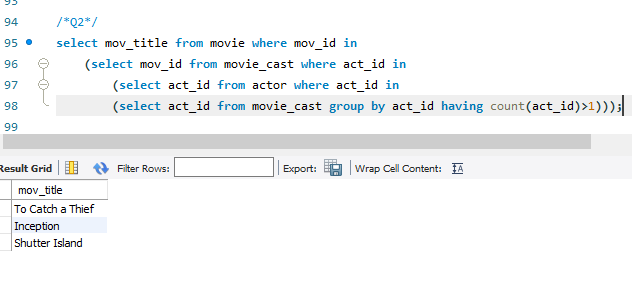 93
94 /*Q2*/
95 select mov_title from movie where mov_id in
96 (select mov_id from movie_cast where act_id in
97 (select act_id from actor where act_id in
98 (select act_id from movie_cast group by act_id having count(act_id)>1)));
99
Result Grid Filter Rows: Export: Wrap Cell Content: IA
mov_title
To Catch a Thief
Inception
Shutter Island